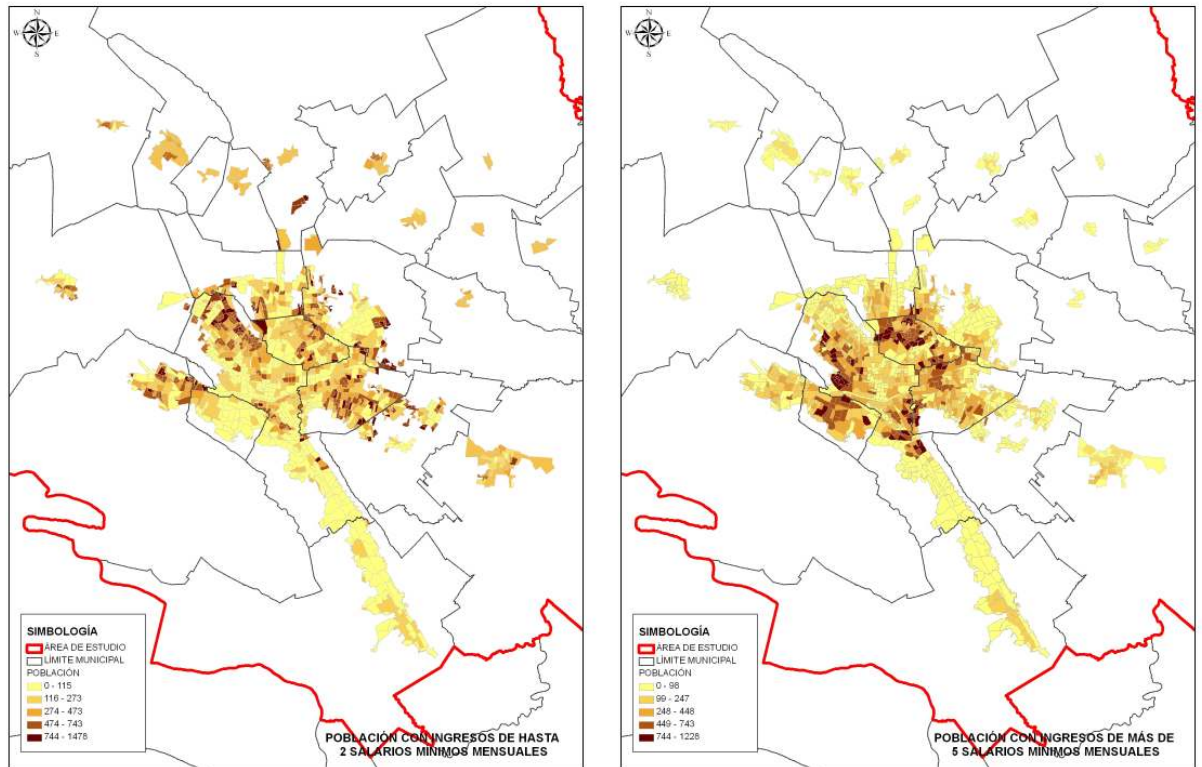 N
W E
S
SIMBOLOGÍA
ÁREA DE ESTUDIO
LÍMITE MUNICIPAL
POBLACIÓN
0 - 115
116 - 273
274 - 473
474 - 743
744 - 1478
POBLACIÓN CON INGRESOS DE HASTA
2 SALARIOS MÍNIMOS MENSUALES
N
W E
S
SIMBOLOGÍA
ÁREA DE ESTUDIO
LÍMITE MUNICIPAL
POBLACIÓN
0 - 98
99 - 247
248 - 448
449 - 743
744 - 1228
POBLACIÓN CON INGRESOS DE MÁS DE
5 SALARIOS MÍNIMOS MENSUALES